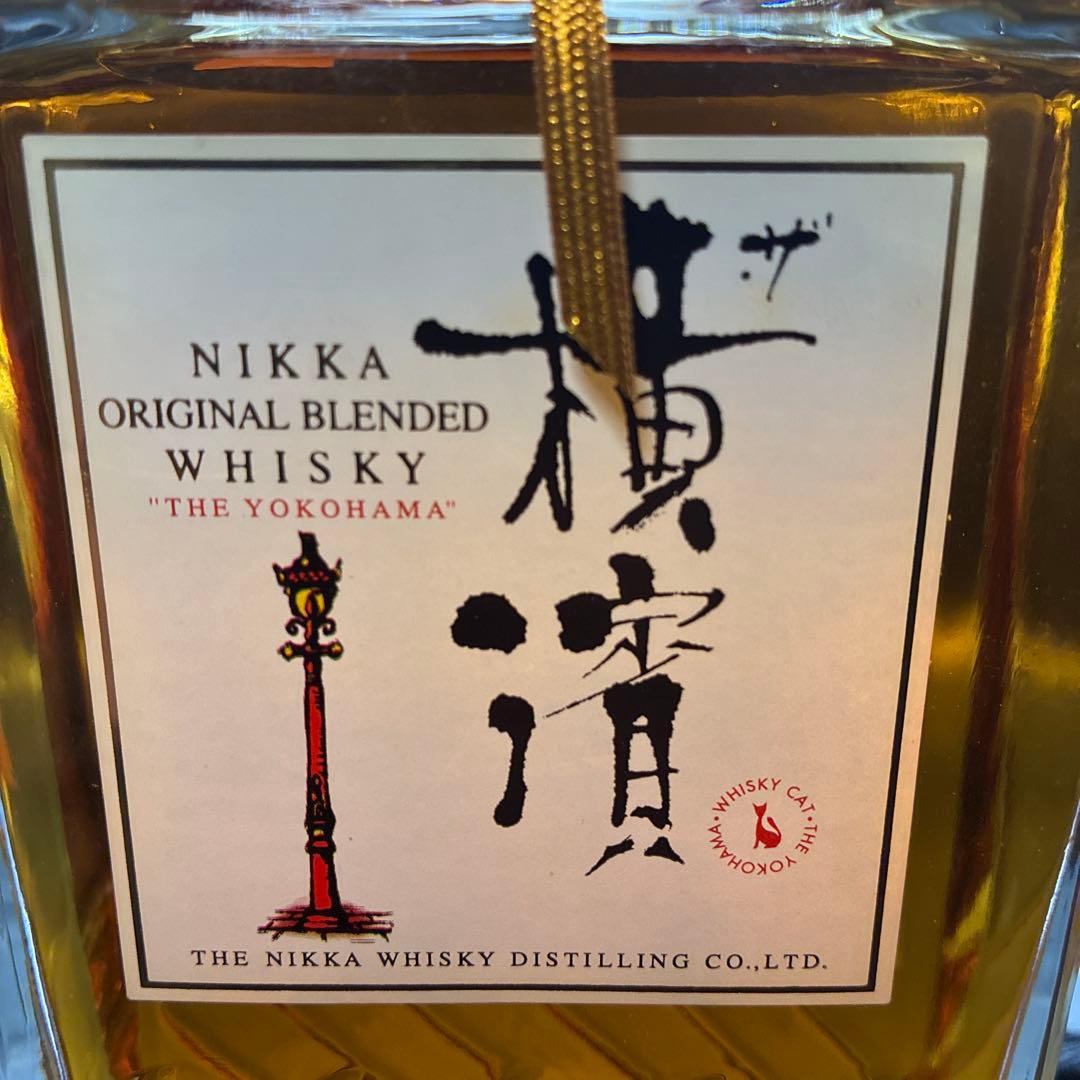 ザ
横
濱
NIKKA
ORIGINAL BLENDED
WHISKY
"THE YOKOHAMA"
WHISKY CAT • THE YOKOHAMA •
THE NIKKA WHISKY DISTILLING CO.,LTD.